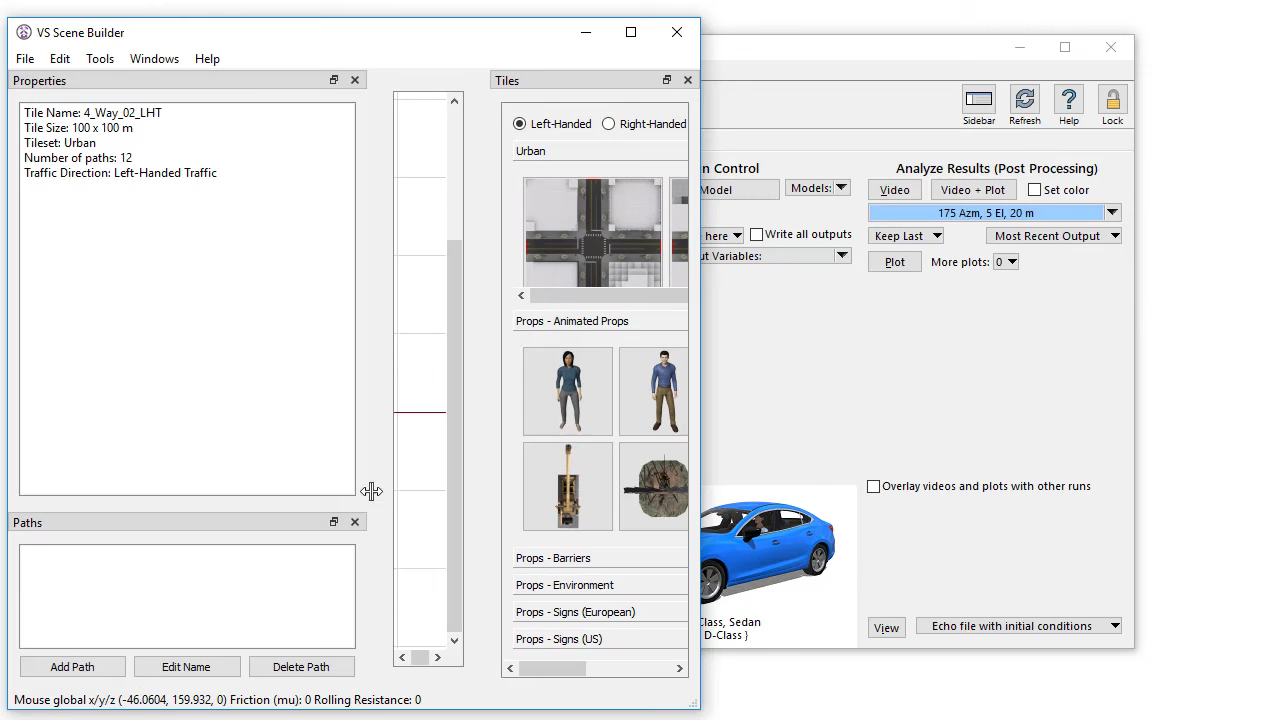 VS Scene Builder
File Edit Tools Windows Help
Properties
Tile Name: 4_Way_02_LHT
Tile Size: 100 x 100 m
Tileset: Urban
Number of paths: 12
Traffic Direction: Left-Handed Traffic
Paths
Add Path Edit Name Delete Path
Mouse global x/y/z (-46.0604, 159.932, 0) Friction (mu): 0 Rolling Resistance: 0
Tiles
Left-Handed Right-Handed
Urban
Props - Animated Props
Props - Barriers
Props - Environment
Props - Signs (European)
Props - Signs (US)
Sidebar Refresh Help Lock
n Control
Model Models:
here Write all outputs
ut Variables:
Analyze Results (Post Processing)
Video Video + Plot Set color
175 Azm, 5 El, 20 m
Keep Last Most Recent Output
Plot More plots: 0
Overlay videos and plots with other runs
Class, Sedan
D-Class }
View Echo file with initial conditions